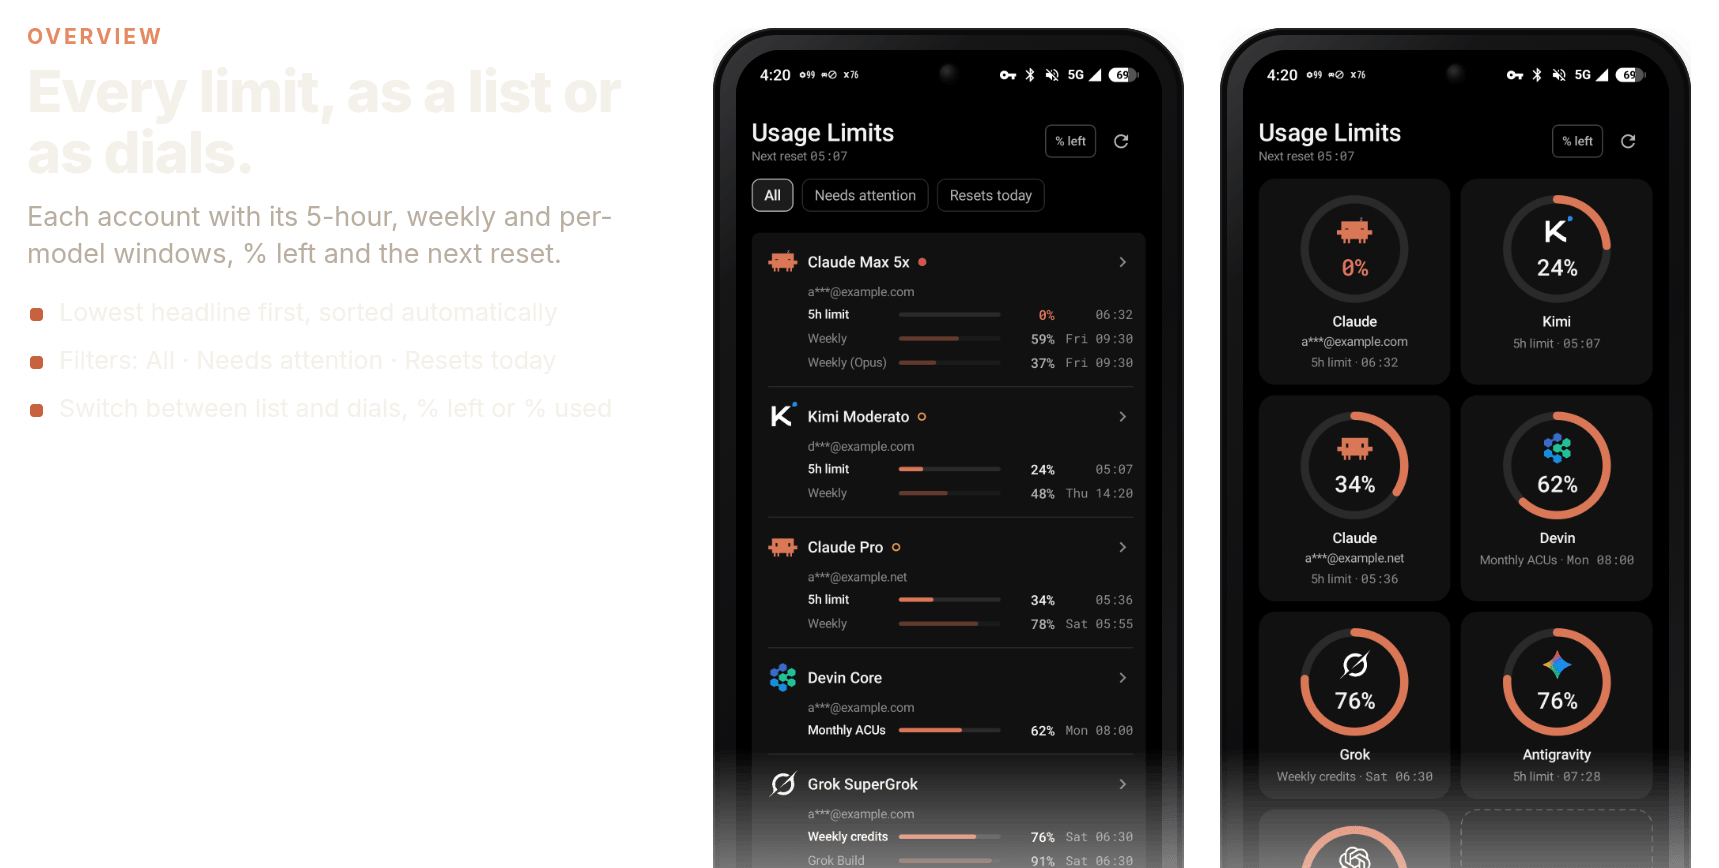 OVERVIEW
Every limit, as a list or
as dials.
Each account with its 5-hour, weekly and per-
model windows, % left and the next reset.
Lowest headline first, sorted automatically
Filters: All · Needs attention · Resets today
Switch between list and dials, % left or % used
4:20 99 x76 5G 69
Usage Limits
Next reset 05:07
% left
All Needs attention Resets today
Claude Max 5x
a***@example.com
5h limit 0% 06:32
Weekly 59% Fri 09:30
Weekly (Opus) 37% Fri 09:30
Kimi Moderato
d***@example.com
5h limit 24% 05:07
Weekly 48% Thu 14:20
Claude Pro
a***@example.net
5h limit 34% 05:36
Weekly 78% Sat 05:55
Devin Core
a***@example.com
Monthly ACUs 62% Mon 08:00
Grok SuperGrok
a***@example.com
Weekly credits 76% Sat 06:30
Grok Build 91% Sat 06:30
4:20 99 x76 5G 69
Usage Limits
Next reset 05:07
% left
0%
Claude
a***@example.com
5h limit · 06:32
24%
Kimi
5h limit · 05:07
34%
Claude
a***@example.net
5h limit · 05:36
62%
Devin
Monthly ACUs · Mon 08:00
76%
Grok
Weekly credits · Sat 06:30
76%
Antigravity
5h limit · 07:28